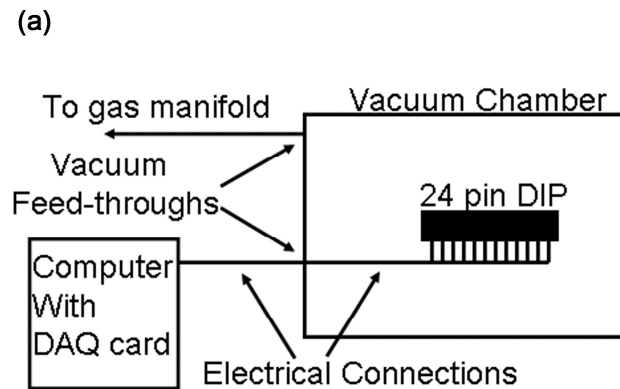 (a)
To gas manifold
Vacuum Chamber
Vacuum
Feed-throughs
24 pin DIP
Computer
With
DAQ card
Electrical Connections